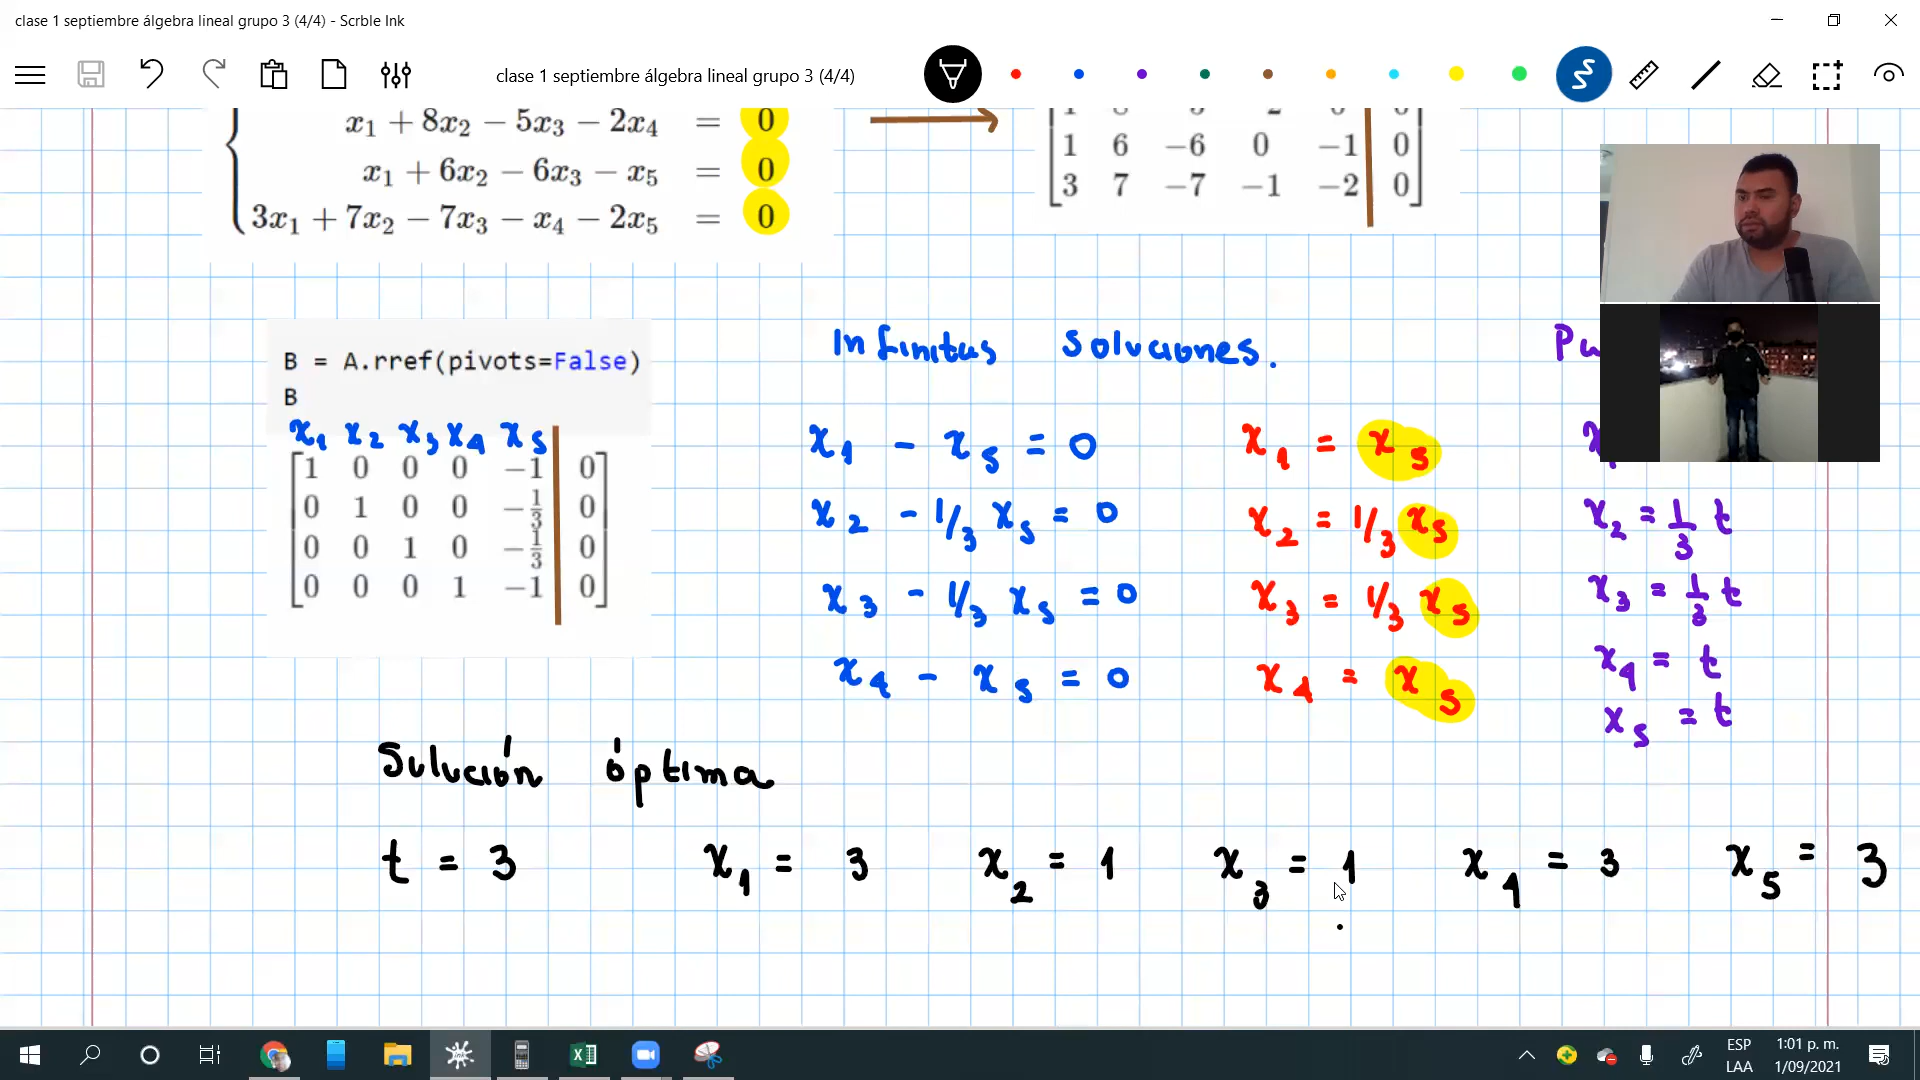 clase 1 septiembre álgebra lineal grupo 3 (4/4) - Scrble Ink
clase 1 septiembre álgebra lineal grupo 3 (4/4)
x₁ + 8x₂ − 5x₃ − 2x₄ = 0
x₁ + 6x₂ − 6x₃ − x₅ = 0
3x₁ + 7x₂ − 7x₃ − x₄ − 2x₅ = 0
1 6 −6 0 −1 0
3 7 −7 −1 −2 0
B = A.rref(pivots=False)
B
x₁ x₂ x₃ x₄ x₅
1 0 0 0 −1 0
0 1 0 0 −1/3 0
0 0 1 0 −1/3 0
0 0 0 1 −1 0
Infinitas soluciones.
x₁ − x₅ = 0
x₂ − 1/3 x₅ = 0
x₃ − 1/3 x₅ = 0
x₄ − x₅ = 0
x₁ = x₅
x₂ = 1/3 x₅
x₃ = 1/3 x₅
x₄ = x₅
x₂ = 1/3 t
x₃ = 1/3 t
x₄ = t
x₅ = t
Solución óptima
t = 3 x₁ = 3 x₂ = 1 x₃ = 1 x₄ = 3 x₅ = 3
ESP
LAA
1:01 p. m.
1/09/2021